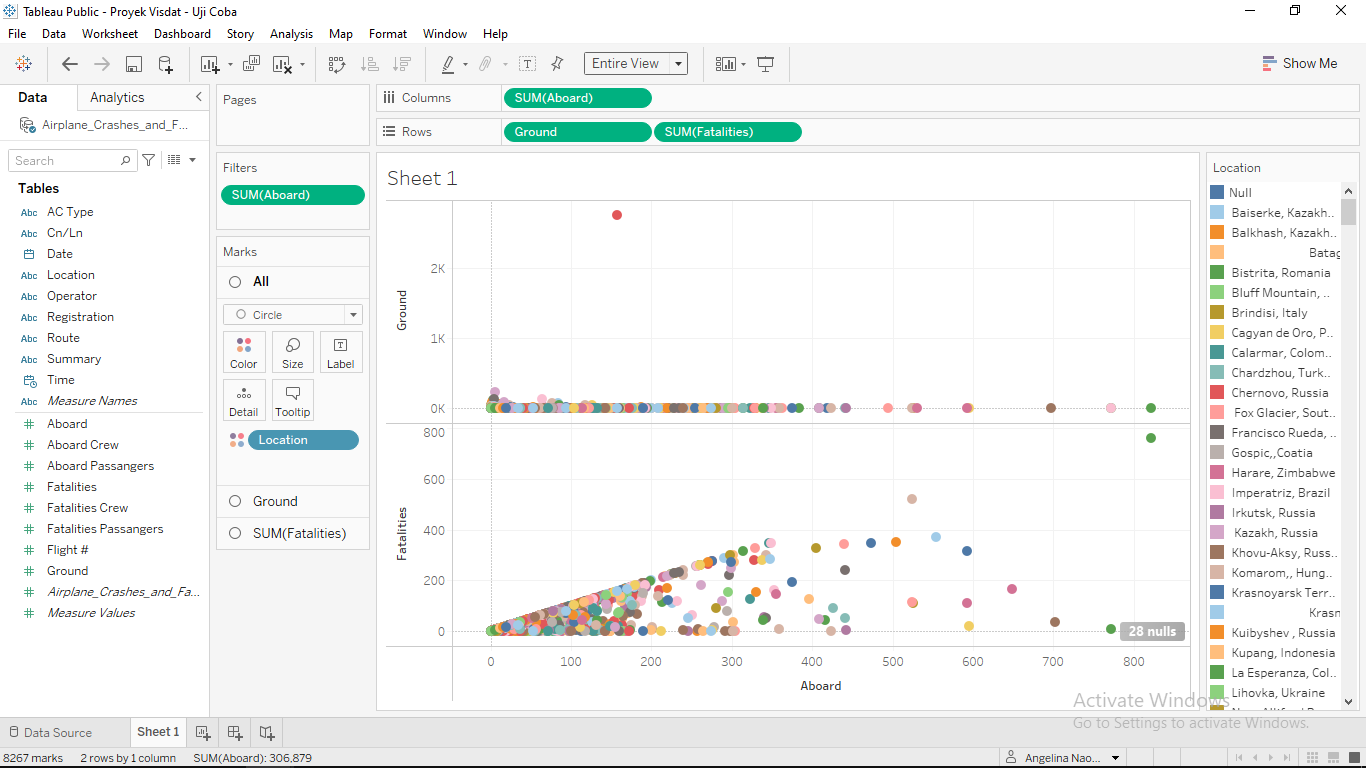 Tableau Public - Proyek Visdat - Uji Coba
File Data Worksheet Dashboard Story Analysis Map Format Window Help
Entire View
Show Me
Data Analytics
Airplane_Crashes_and_F...
Search
Tables
Abc AC Type
Abc Cn/Ln
Date
Abc Location
Abc Operator
Abc Registration
Abc Route
Abc Summary
Time
Abc Measure Names
Aboard
Aboard Crew
Aboard Passangers
Fatalities
Fatalities Crew
Fatalities Passangers
Flight #
Ground
Airplane_Crashes_and_Fa...
Measure Values
Pages
Filters
SUM(Aboard)
Marks
All
Circle
Color Size Label
Detail Tooltip
Location
Ground
SUM(Fatalities)
Columns SUM(Aboard)
Rows Ground SUM(Fatalities)
Sheet 1
Ground
2K
1K
0K
Fatalities
800
600
400
200
0
28 nulls
0 100 200 300 400 500 600 700 800
Aboard
Location
Null
Baiserke, Kazakh..
Balkhash, Kazakh..
Batag
Bistrita, Romania
Bluff Mountain, ..
Brindisi, Italy
Cagyan de Oro, P..
Calarmar, Colom..
Chardzhou, Turk..
Chernovo, Russia
Fox Glacier, Sout..
Francisco Rueda, ..
Gospic,,Coatia
Harare, Zimbabwe
Imperatriz, Brazil
Irkutsk, Russia
Kazakh, Russia
Khovu-Aksy, Russ..
Komarom,, Hung..
Krasnoyarsk Terr..
Krasn
Kuibyshev , Russia
Kupang, Indonesia
La Esperanza, Col..
Lihovka, Ukraine
Activate Windows
Go to Settings to activate Windows.
Data Source Sheet 1
8267 marks 2 rows by 1 column SUM(Aboard): 306,879
Angelina Nao...